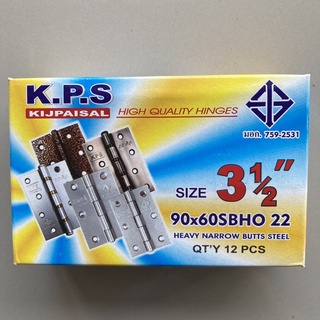 K.P.S
KIJPAISAL
HIGH QUALITY HINGES
มอก. 759-2531
SIZE 3½"
90x60SBHO 22
HEAVY NARROW BUTTS STEEL
QT'Y 12 PCS